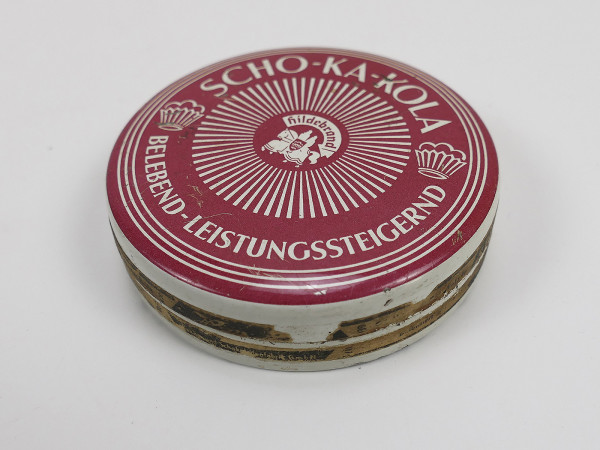 SCHO-KA-KOLA
Hildebrand
BELEBEND-LEISTUNGSSTEIGERND